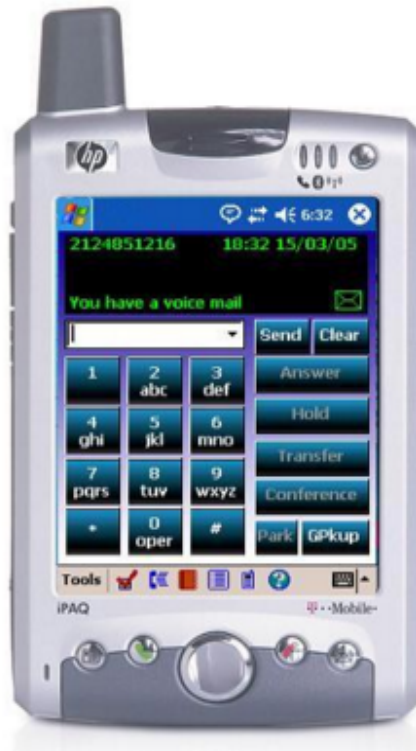 hp
6:32
2124851216 18:32 15/03/05
You have a voice mail
Send Clear
1 2 abc 3 def
Answer
4 ghi 5 jkl 6 mno
Hold
7 pqrs 8 tuv 9 wxyz
Transfer
Conference
* 0 oper #
Park GPkup
Tools
iPAQ T··Mobile·